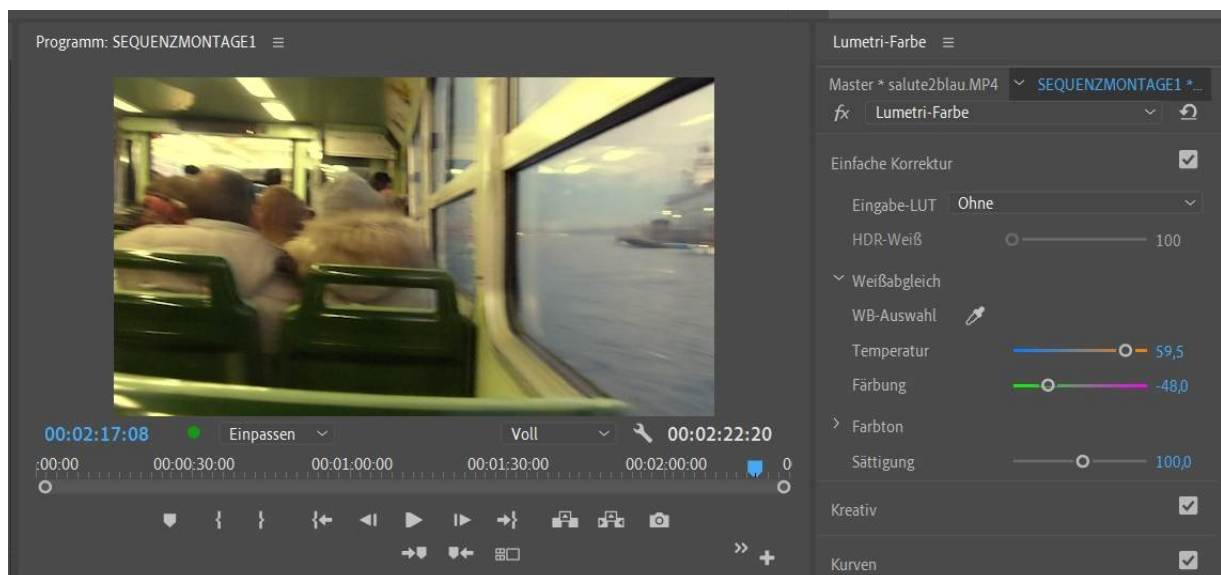 Programm: SEQUENZMONTAGE1
00:02:17:08 Einpassen Voll 00:02:22:20
:00:00 00:00:30:00 00:01:00:00 00:01:30:00 00:02:00:00 0
Lumetri-Farbe
Master * salute2blau.MP4 SEQUENZMONTAGE1 *...
fx Lumetri-Farbe
Einfache Korrektur
Eingabe-LUT Ohne
HDR-Weiß 100
Weißabgleich
WB-Auswahl
Temperatur 59,5
Färbung -48,0
Farbton
Sättigung 100,0
Kreativ
Kurven